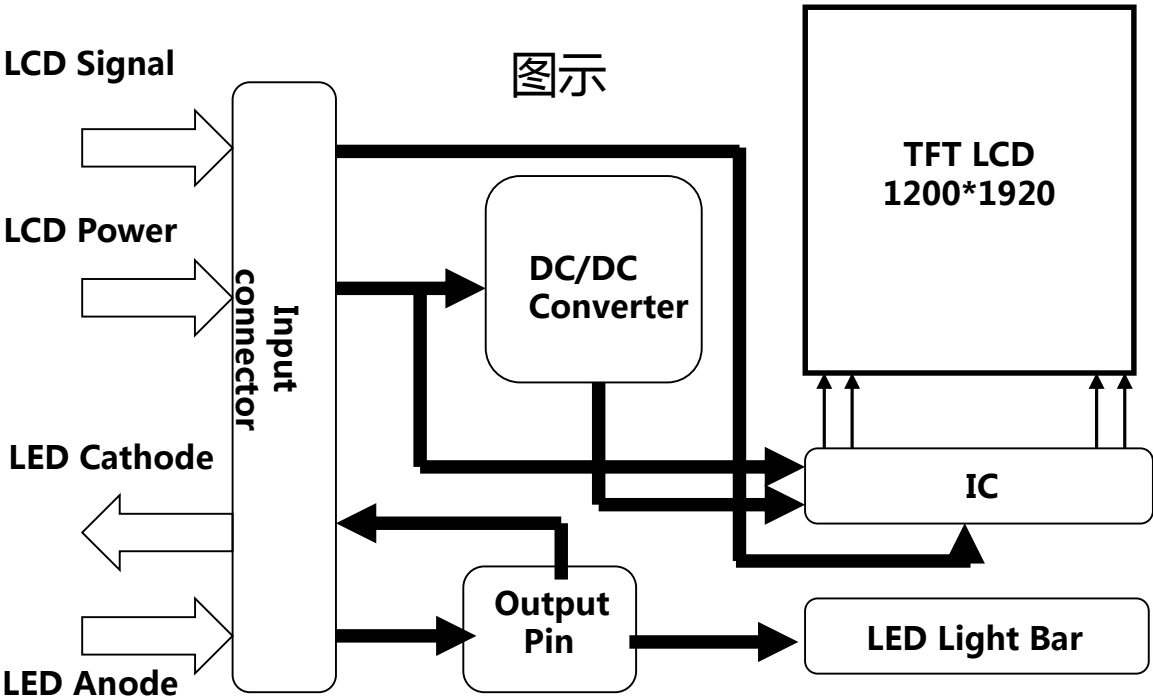 LCD Signal
图示
TFT LCD
1200*1920
LCD Power
DC/DC
Converter
Input
connector
LED Cathode
IC
Output
Pin
LED Light Bar
LED Anode